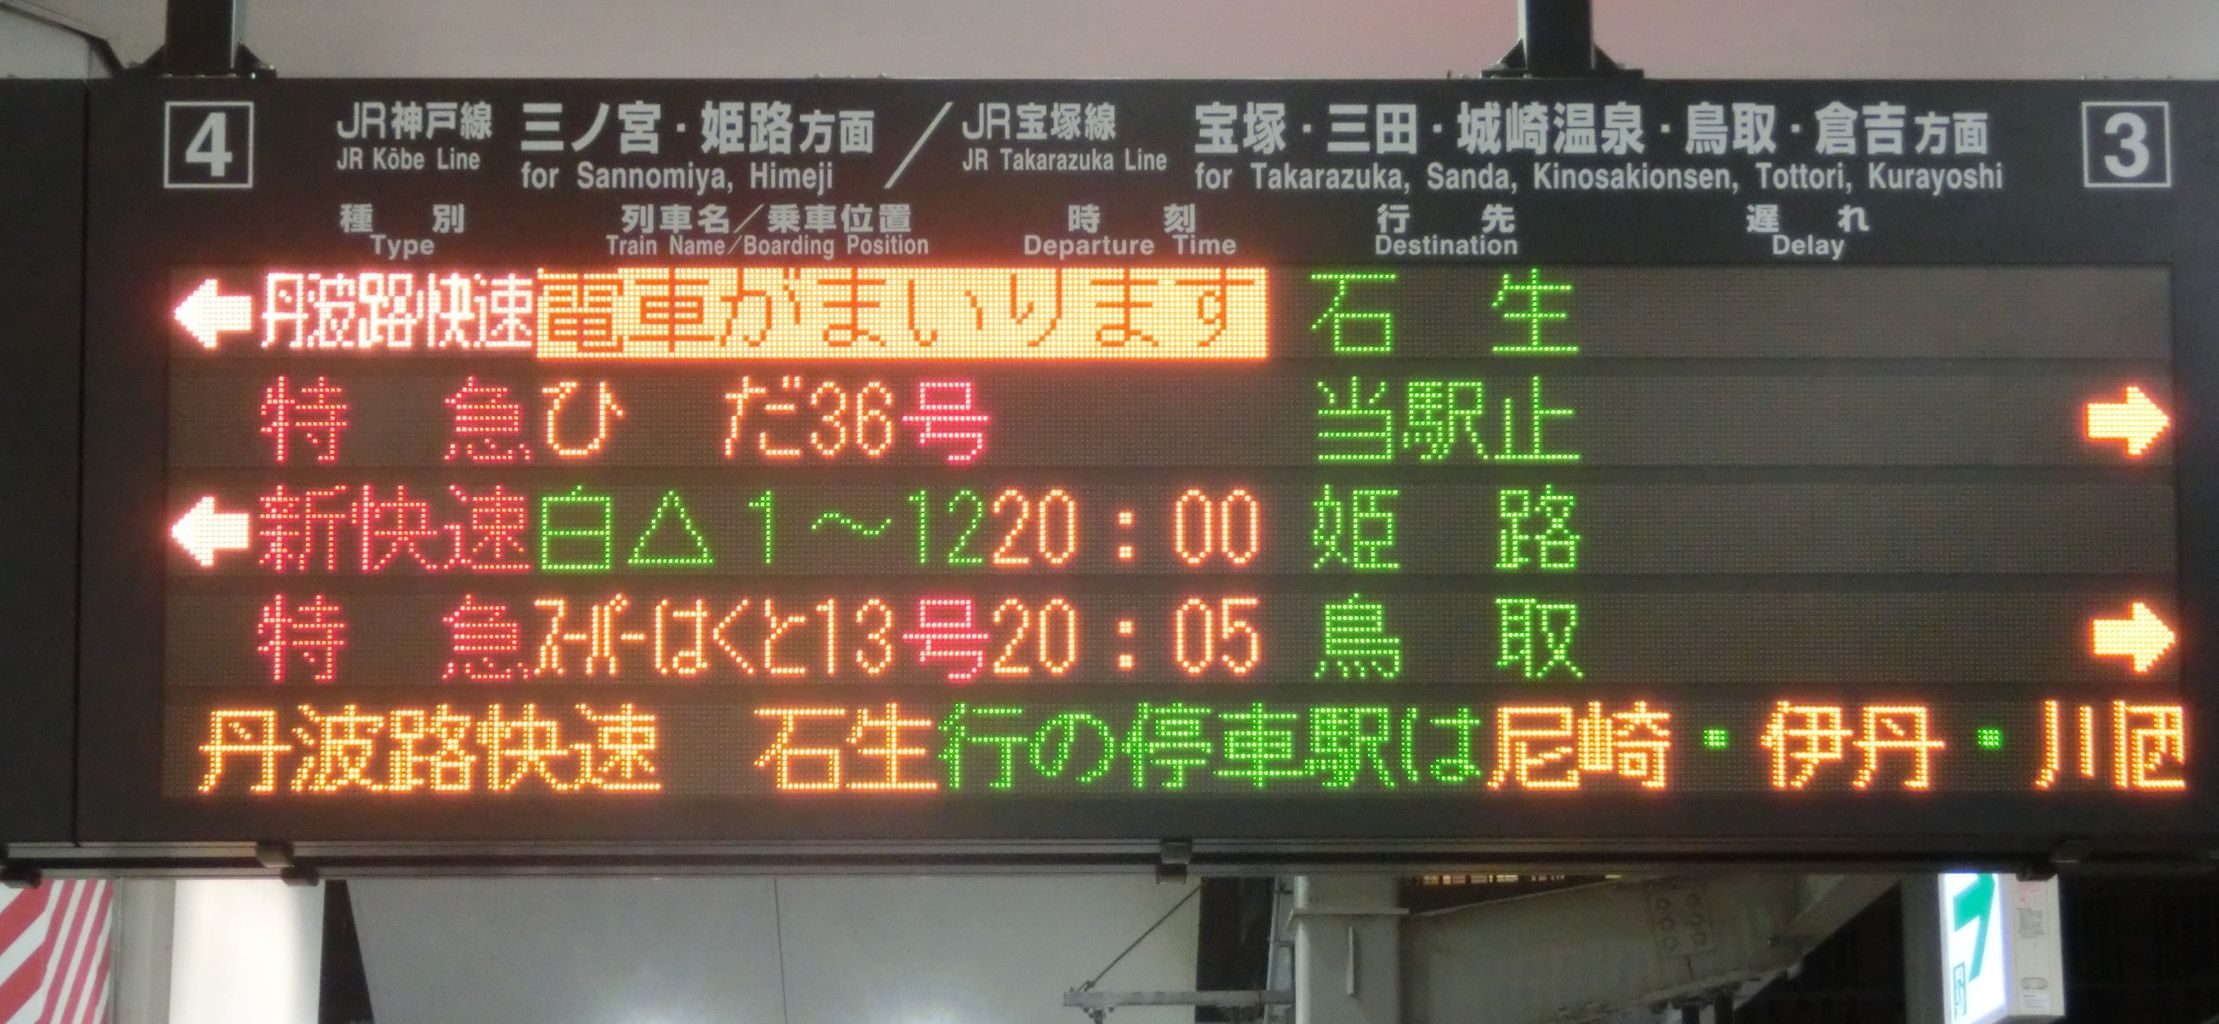 4 JR神戸線 三ノ宮・姫路方面 / JR宝塚線 宝塚・三田・城崎温泉・鳥取・倉吉方面 3
JR Kōbe Line for Sannomiya, Himeji JR Takarazuka Line for Takarazuka, Sanda, Kinosakionsen, Tottori, Kurayoshi
種別 列車名/乗車位置 時刻 行先 遅れ
Type Train Name/Boarding Position Departure Time Destination Delay
← 丹波路快速 電車がまいります 石生
特急 ひだ36号 当駅止 →
← 新快速 白△1~12 20:00 姫路
特急 スーパーはくと13号 20:05 鳥取 →
丹波路快速 石生行の停車駅は尼崎・伊丹・川西